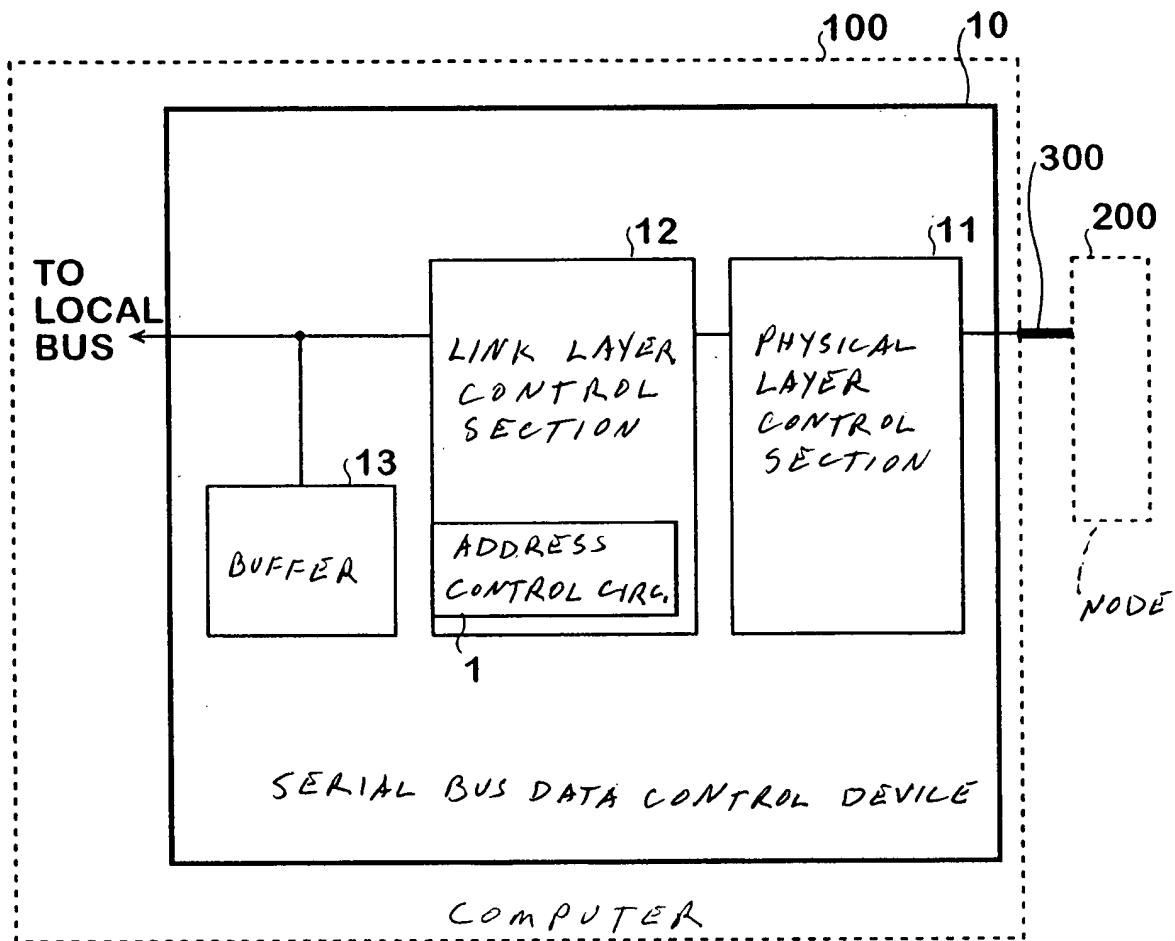 100
10
300
200
12
11
TO
LOCAL
BUS
LINK LAYER
CONTROL
SECTION
PHYSICAL
LAYER
CONTROL
SECTION
13
BUFFER
ADDRESS
CONTROL CIRC.
1
NODE
SERIAL BUS DATA CONTROL DEVICE
COMPUTER